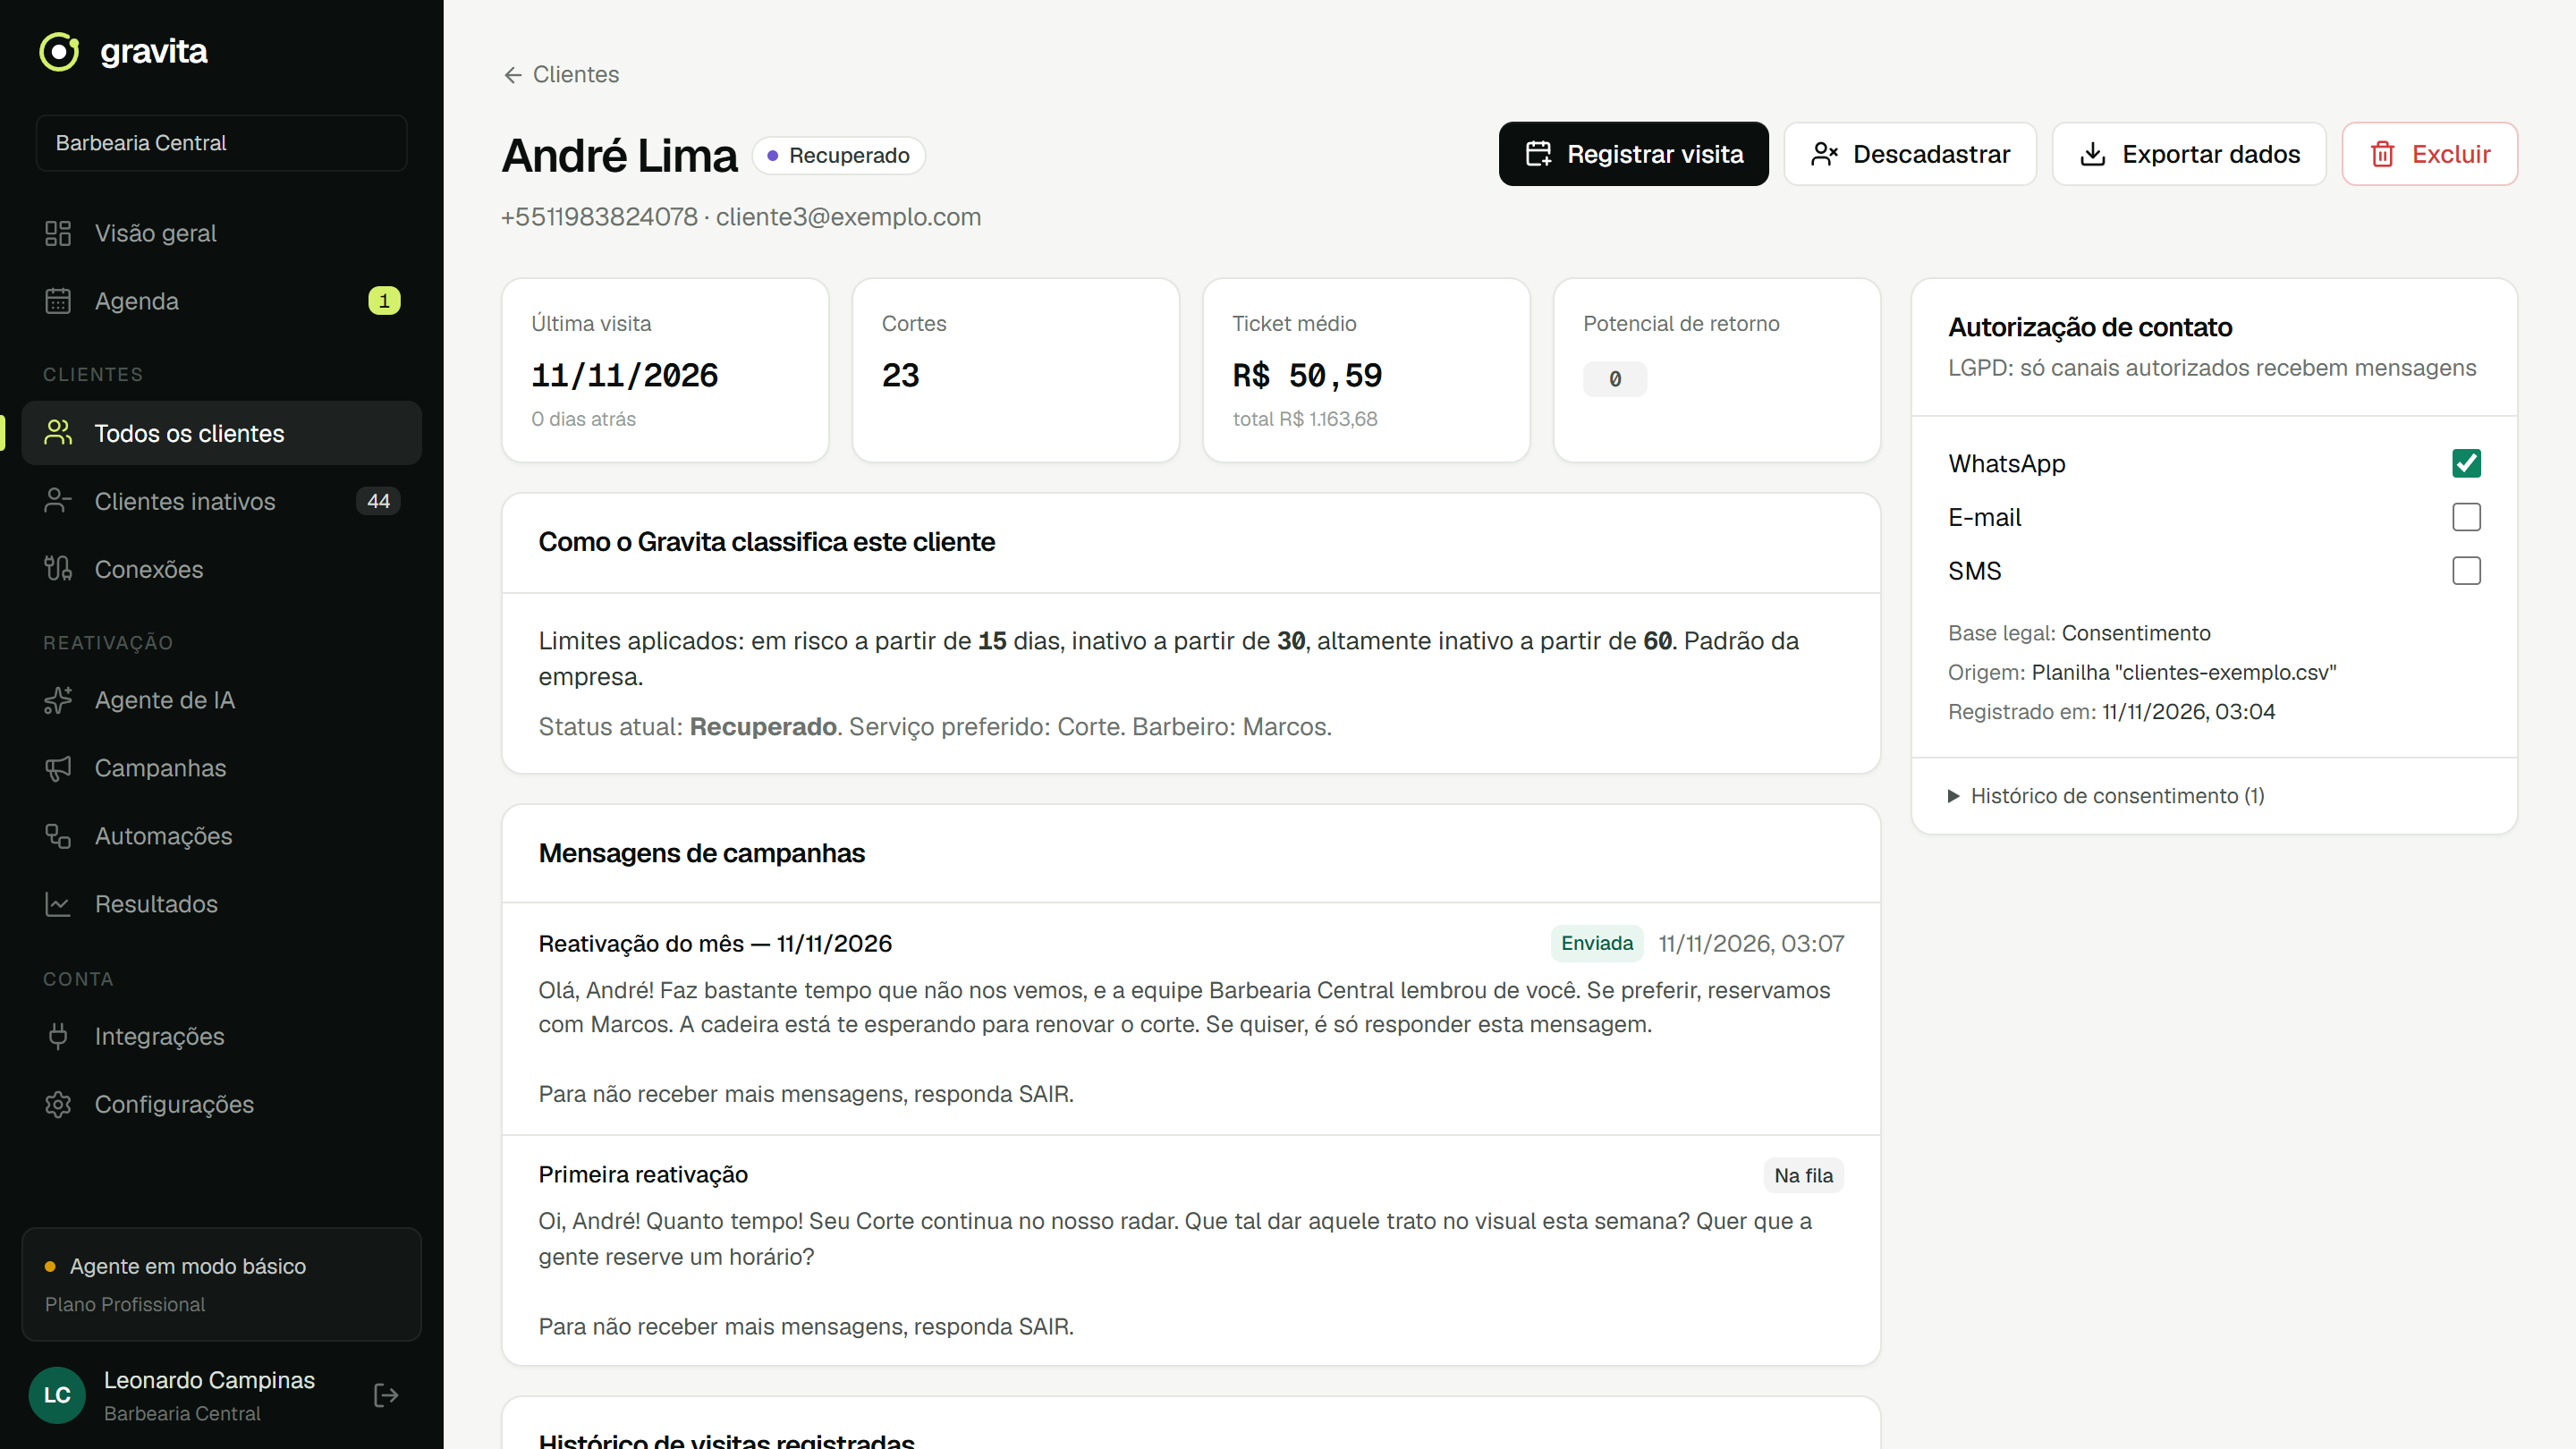 gravita
Barbearia Central
Visão geral
Agenda
1
CLIENTES
Todos os clientes
Clientes inativos
44
Conexões
REATIVAÇÃO
Agente de IA
Campanhas
Automações
Resultados
CONTA
Integrações
Configurações
Agente em modo básico
Plano Profissional
LC
Leonardo Campinas
Barbearia Central
← Clientes
André Lima
Recuperado
Registrar visita
Descadastrar
Exportar dados
Excluir
+5511983824078 · cliente3@exemplo.com
Última visita
11/11/2026
0 dias atrás
Cortes
23
Ticket médio
R$ 50,59
total R$ 1.163,68
Potencial de retorno
0
Como o Gravita classifica este cliente
Limites aplicados: em risco a partir de 15 dias, inativo a partir de 30, altamente inativo a partir de 60. Padrão da
empresa.
Status atual: Recuperado. Serviço preferido: Corte. Barbeiro: Marcos.
Mensagens de campanhas
Reativação do mês — 11/11/2026
Enviada
11/11/2026, 03:07
Olá, André! Faz bastante tempo que não nos vemos, e a equipe Barbearia Central lembrou de você. Se preferir, reservamos
com Marcos. A cadeira está te esperando para renovar o corte. Se quiser, é só responder esta mensagem.
Para não receber mais mensagens, responda SAIR.
Primeira reativação
Na fila
Oi, André! Quanto tempo! Seu Corte continua no nosso radar. Que tal dar aquele trato no visual esta semana? Quer que a
gente reserve um horário?
Para não receber mais mensagens, responda SAIR.
Histórico de visitas registradas
Autorização de contato
LGPD: só canais autorizados recebem mensagens
WhatsApp
E-mail
SMS
Base legal: Consentimento
Origem: Planilha "clientes-exemplo.csv"
Registrado em: 11/11/2026, 03:04
Histórico de consentimento (1)